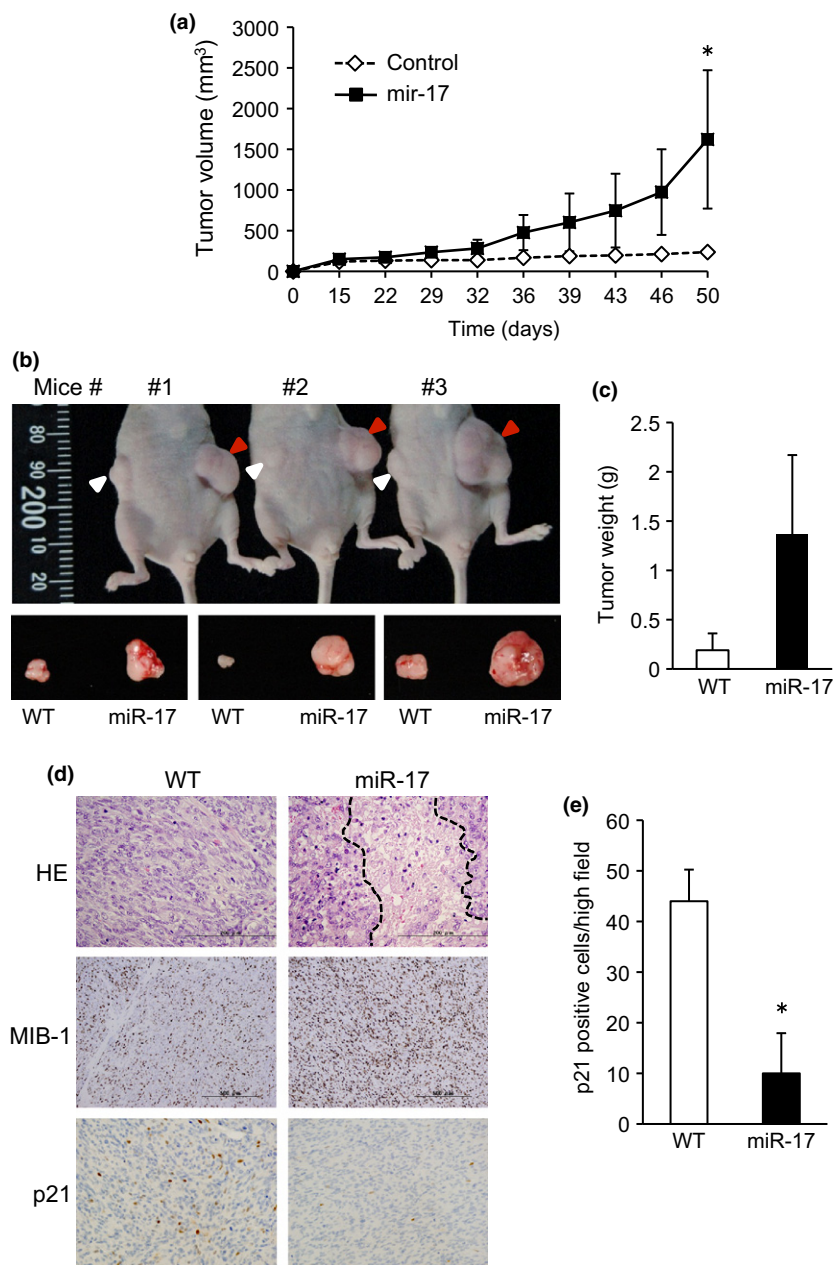 (a)
Tumor volume (mm³)
3000
2500
2000
1500
1000
500
0
Control
mir-17
*
0 15 22 29 32 36 39 43 46 50
Time (days)
(b)
Mice # #1 #2 #3
80
90
200
10
20
WT miR-17 WT miR-17 WT miR-17
(c)
Tumor weight (g)
2.5
2
1.5
1
0.5
0
WT miR-17
(d)
WT miR-17
HE
MIB-1
p21
(e)
p21 positive cells/high field
60
50
40
30
20
10
0
*
WT miR-17